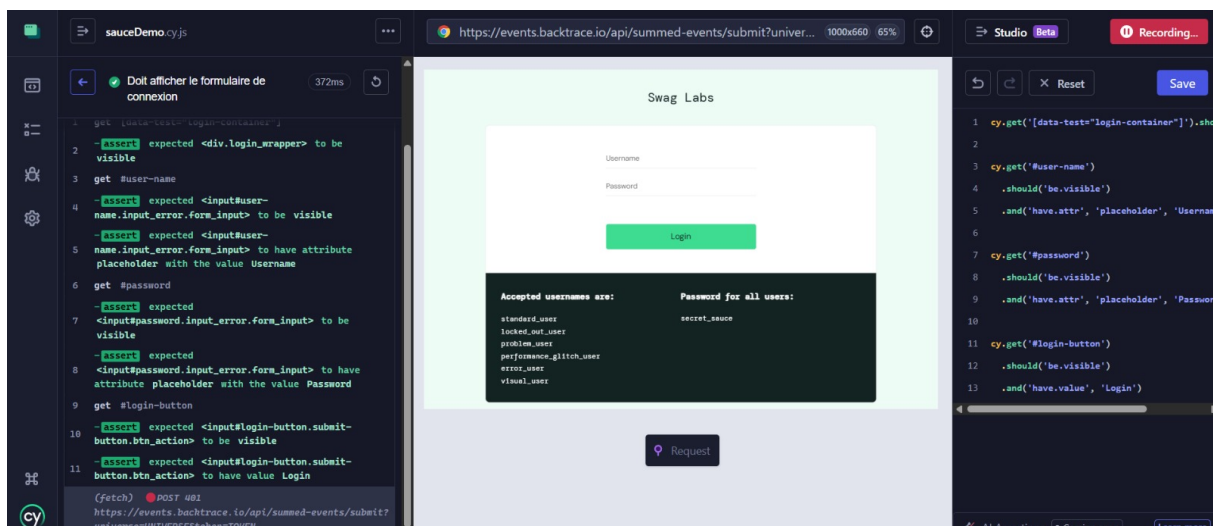 sauceDemo.cy.js
...
https://events.backtrace.io/api/summed-events/submit?univer... 1000x660 65%
Studio Beta
Recording...
Doit afficher le formulaire de
connexion
372ms
1 get [data-test="login-container"]
2 -assert expected <div.login_wrapper> to be
visible
3 get #user-name
4 -assert expected <input#user-
name.input_error.form_input> to be visible
5 -assert expected <input#user-
name.input_error.form_input> to have attribute
placeholder with the value Username
6 get #password
7 -assert expected
<input#password.input_error.form_input> to be
visible
8 -assert expected
<input#password.input_error.form_input> to have
attribute placeholder with the value Password
9 get #login-button
10 -assert expected <input#login-button.submit-
button.btn_action> to be visible
11 -assert expected <input#login-button.submit-
button.btn_action> to have value Login
(fetch) POST 401
https://events.backtrace.io/api/summed-events/submit?
cy
Swag Labs
Username
Password
Login
Accepted usernames are:
standard_user
locked_out_user
problem_user
performance_glitch_user
error_user
visual_user
Password for all users:
secret_sauce
Request
Reset
Save
1 cy.get('[data-test="login-container"]').sho
2
3 cy.get('#user-name')
4 .should('be.visible')
5 .and('have.attr', 'placeholder', 'Usernam
6
7 cy.get('#password')
8 .should('be.visible')
9 .and('have.attr', 'placeholder', 'Passwor
10
11 cy.get('#login-button')
12 .should('be.visible')
13 .and('have.value', 'Login')